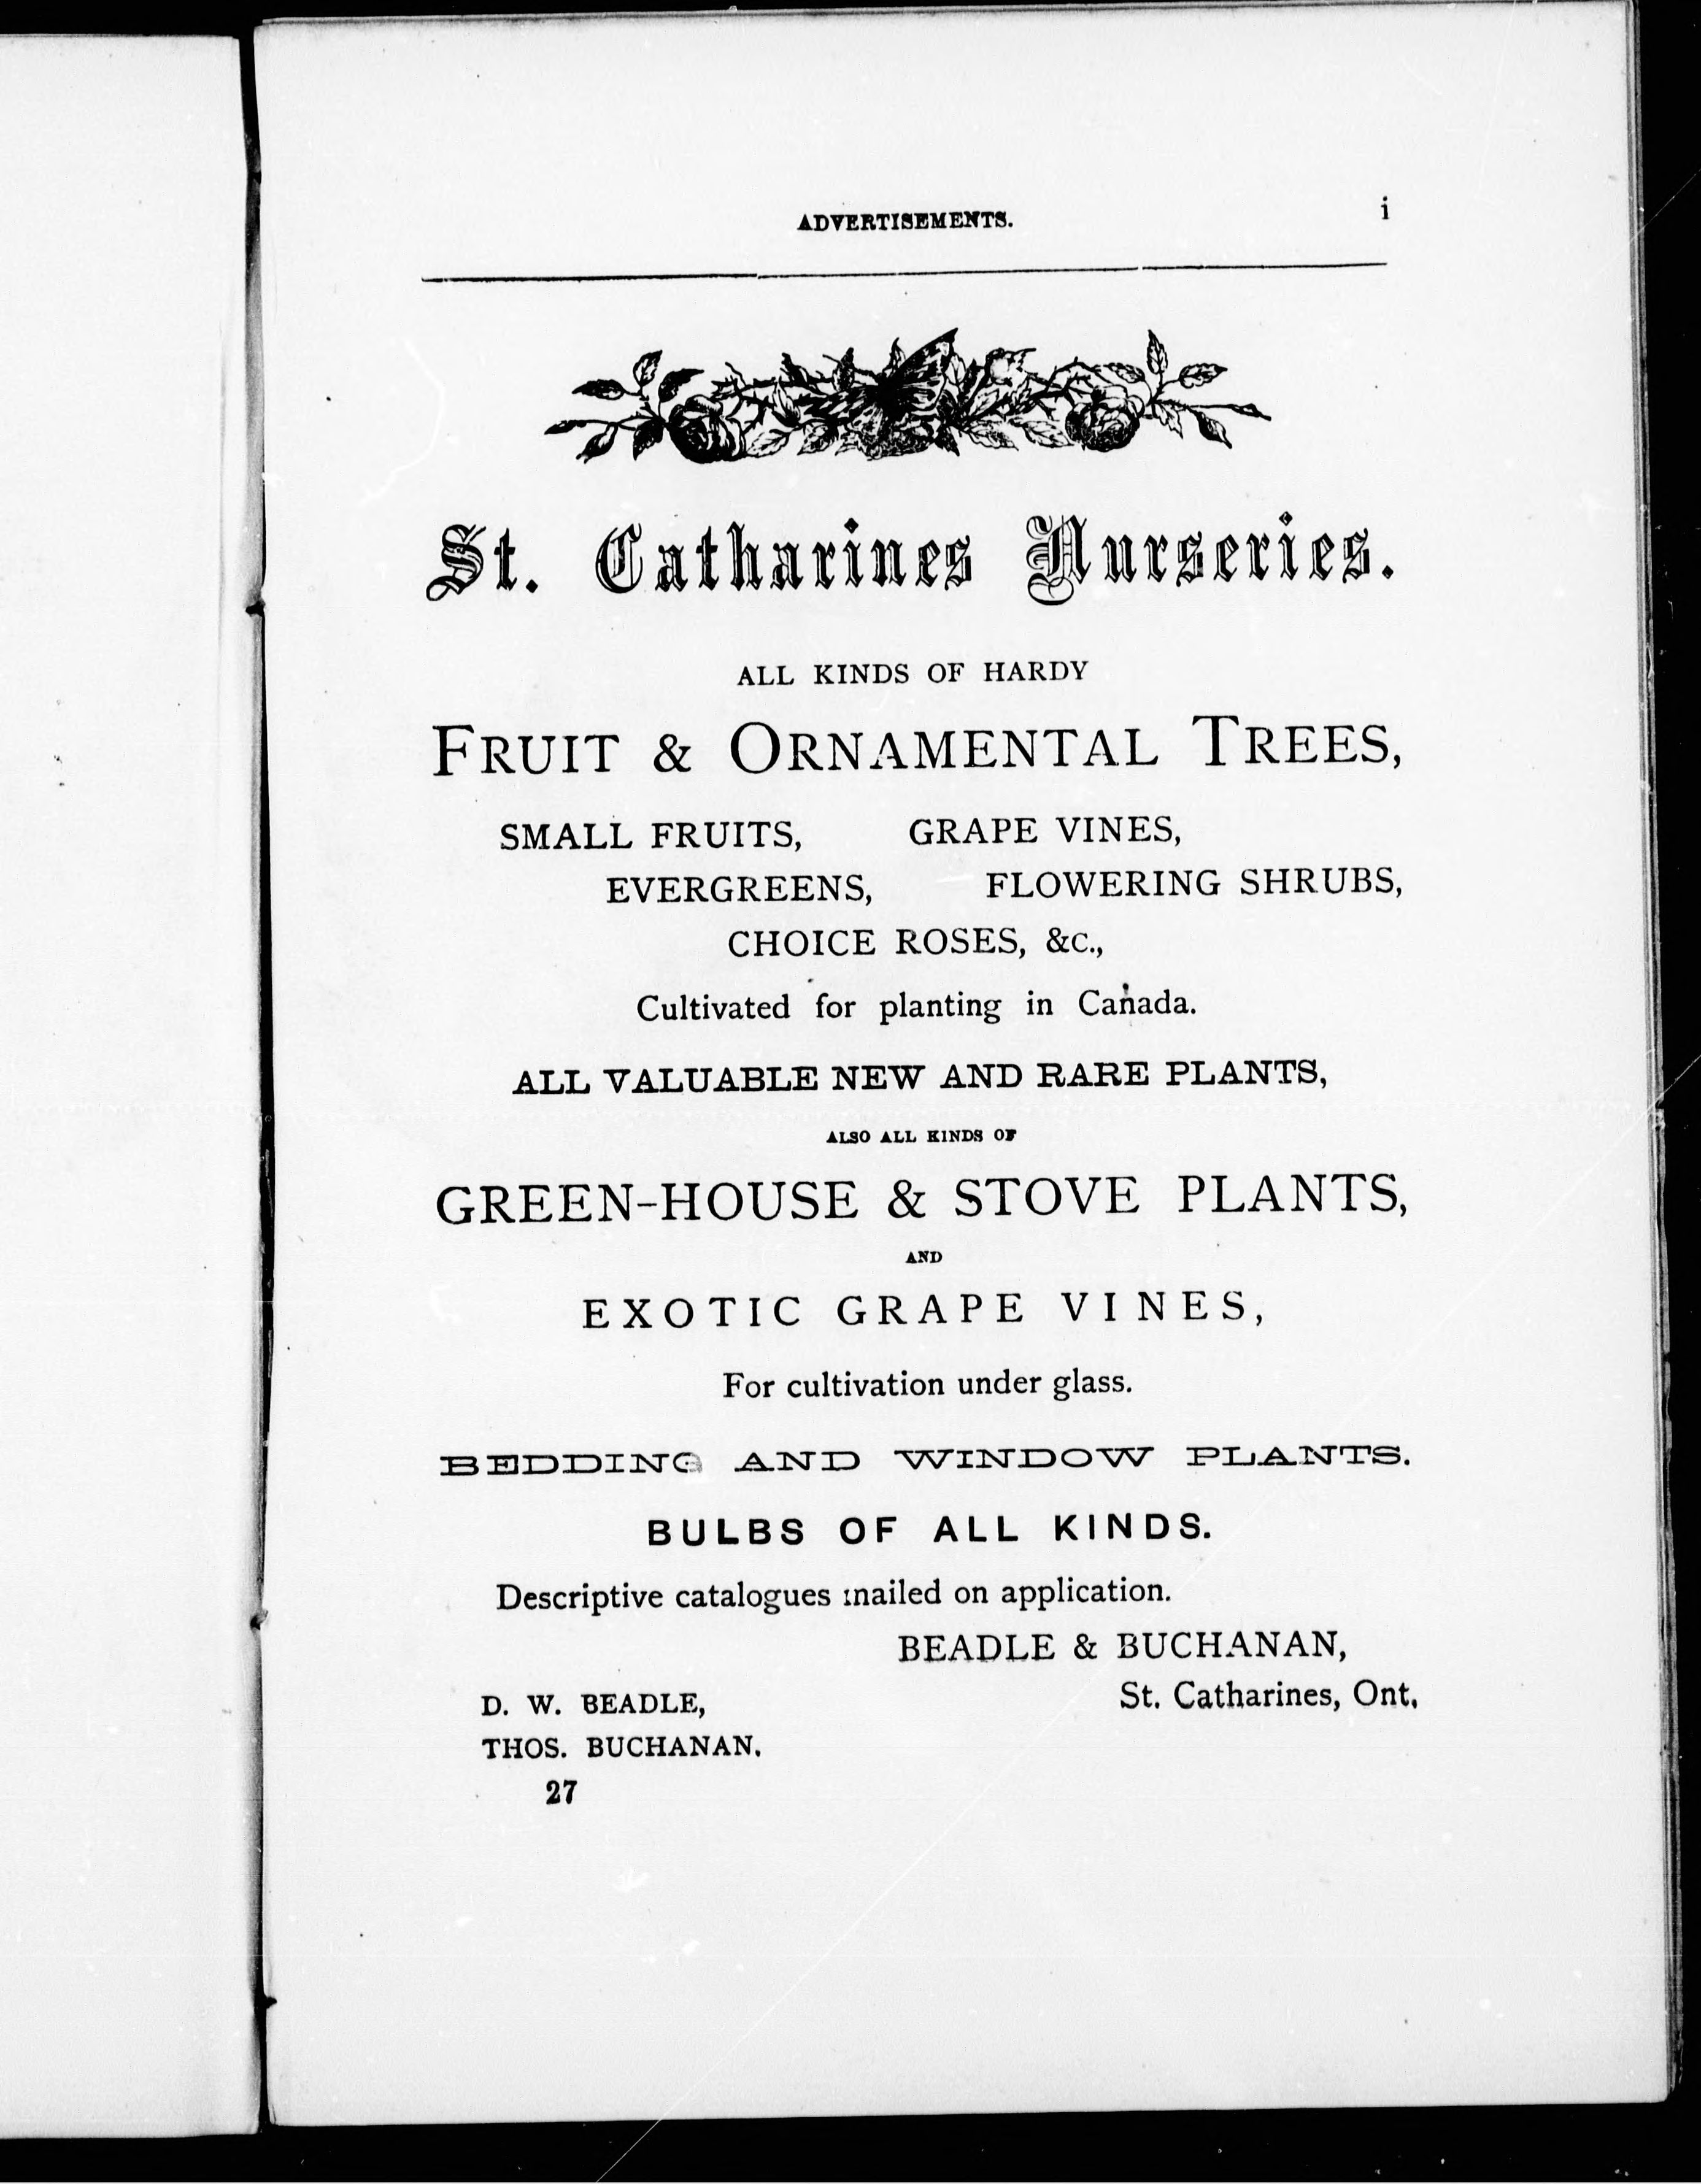 ADVERTISEMENTS. i
St. Catharines Nurseries.
ALL KINDS OF HARDY
FRUIT & ORNAMENTAL TREES,
SMALL FRUITS, GRAPE VINES,
EVERGREENS, FLOWERING SHRUBS,
CHOICE ROSES, &C.,
Cultivated for planting in Canada.
ALL VALUABLE NEW AND RARE PLANTS,
ALSO ALL KINDS OF
GREEN-HOUSE & STOVE PLANTS,
AND
EXOTIC GRAPE VINES,
For cultivation under glass.
BEDDING AND WINDOW PLANTS.
BULBS OF ALL KINDS.
Descriptive catalogues mailed on application.
BEADLE & BUCHANAN,
St. Catharines, Ont.
D. W. BEADLE,
THOS. BUCHANAN.
27